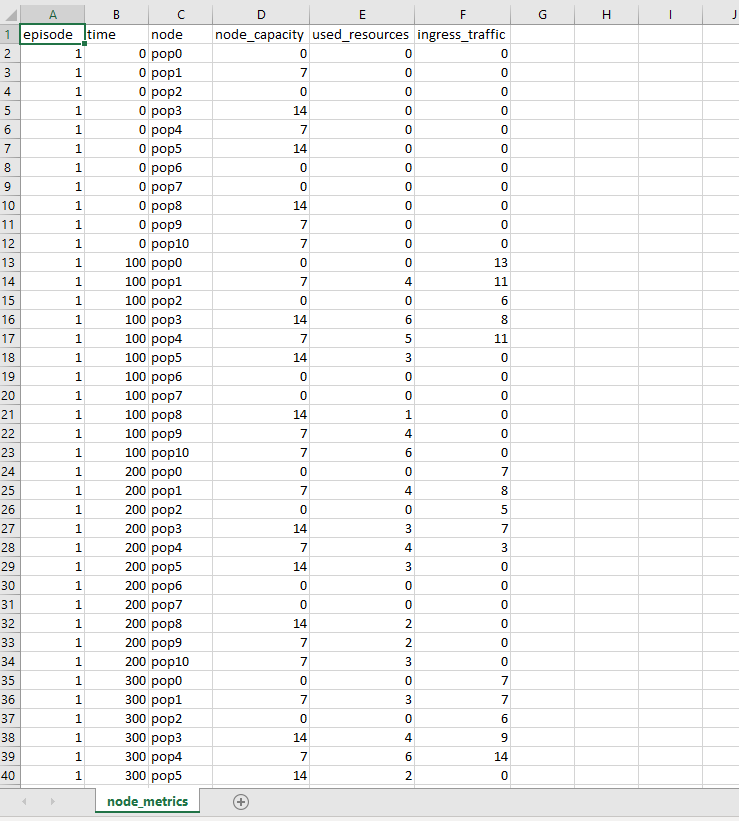 A B C D E F G H I J
1 episode time node node_capacity used_resources ingress_traffic
2 1 0 pop0 0 0 0
3 1 0 pop1 7 0 0
4 1 0 pop2 0 0 0
5 1 0 pop3 14 0 0
6 1 0 pop4 7 0 0
7 1 0 pop5 14 0 0
8 1 0 pop6 0 0 0
9 1 0 pop7 0 0 0
10 1 0 pop8 14 0 0
11 1 0 pop9 7 0 0
12 1 0 pop10 7 0 0
13 1 100 pop0 0 0 13
14 1 100 pop1 7 4 11
15 1 100 pop2 0 0 6
16 1 100 pop3 14 6 8
17 1 100 pop4 7 5 11
18 1 100 pop5 14 3 0
19 1 100 pop6 0 0 0
20 1 100 pop7 0 0 0
21 1 100 pop8 14 1 0
22 1 100 pop9 7 4 0
23 1 100 pop10 7 6 0
24 1 200 pop0 0 0 7
25 1 200 pop1 7 4 8
26 1 200 pop2 0 0 5
27 1 200 pop3 14 3 7
28 1 200 pop4 7 4 3
29 1 200 pop5 14 3 0
30 1 200 pop6 0 0 0
31 1 200 pop7 0 0 0
32 1 200 pop8 14 2 0
33 1 200 pop9 7 2 0
34 1 200 pop10 7 3 0
35 1 300 pop0 0 0 7
36 1 300 pop1 7 3 7
37 1 300 pop2 0 0 6
38 1 300 pop3 14 4 9
39 1 300 pop4 7 6 14
40 1 300 pop5 14 2 0
node_metrics